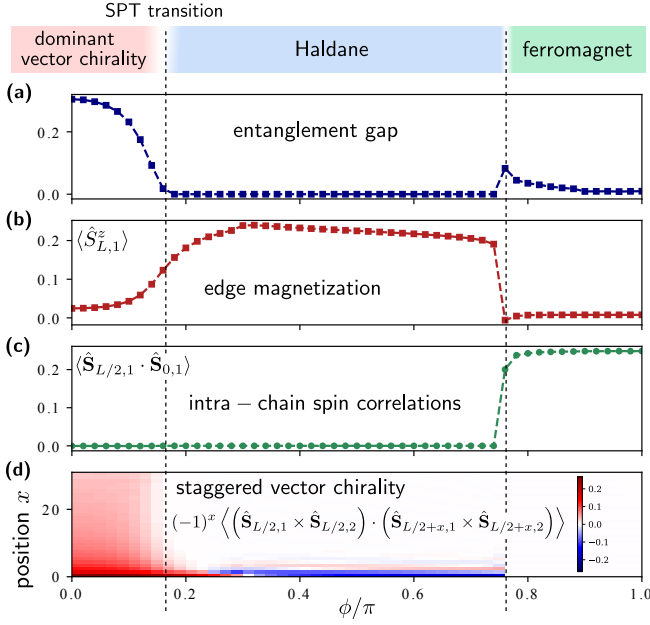 SPT transition
dominant
vector chirality
Haldane
ferromagnet
(a)
entanglement gap
0.2
0.0
(b)
⟨Ŝ^z_{L,1}⟩
edge magnetization
0.2
0.1
0.0
(c)
⟨Ŝ_{L/2,1} · Ŝ_{0,1}⟩
intra − chain spin correlations
0.2
0.0
(d)
staggered vector chirality
(−1)^x ⟨(Ŝ_{L/2,1} × Ŝ_{L/2,2}) · (Ŝ_{L/2+x,1} × Ŝ_{L/2+x,2})⟩
position x
20
0
0.2
0.1
0.0
−0.1
−0.2
0.0 0.2 0.4 0.6 0.8 1.0
ϕ/π